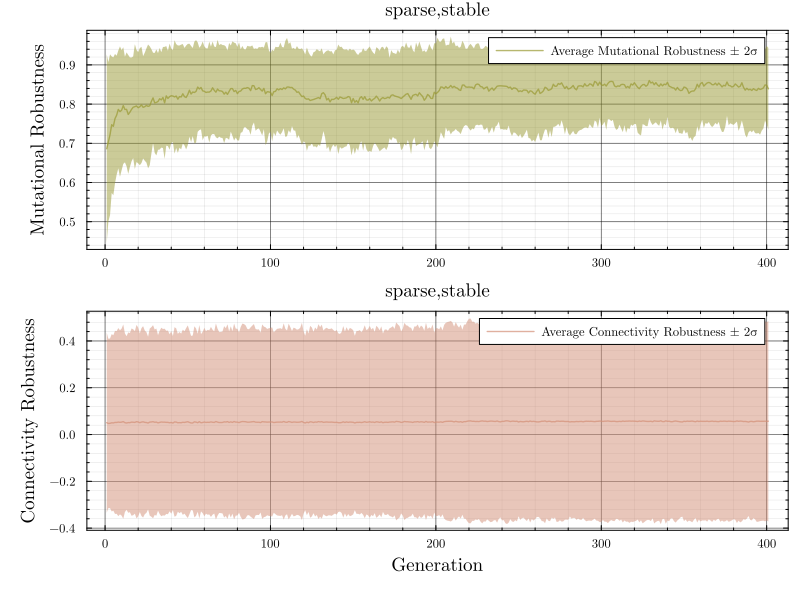 sparse,stable
Mutational Robustness
Average Mutational Robustness ± 2σ
0.9
0.8
0.7
0.6
0.5
0 100 200 300 400
sparse,stable
Connectivity Robustness
Average Connectivity Robustness ± 2σ
0.4
0.2
0.0
−0.2
−0.4
0 100 200 300 400
Generation